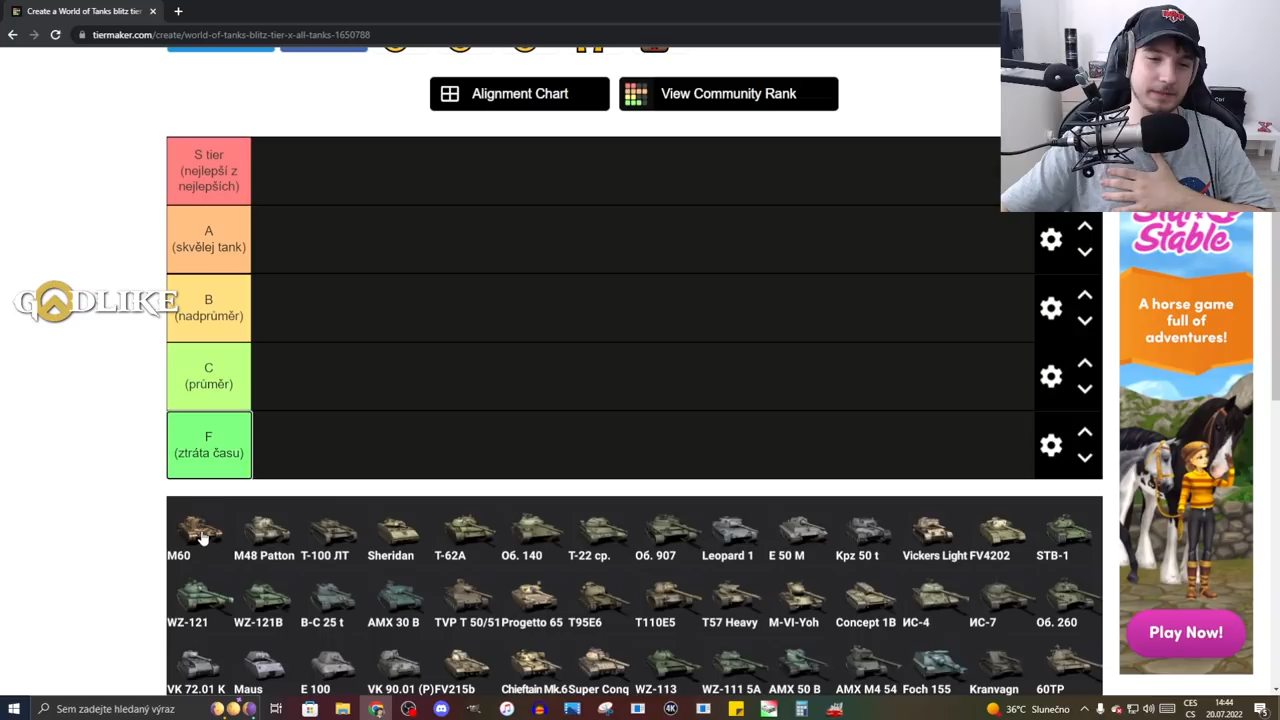 Create a World of Tanks blitz tier
tiermaker.com/create/world-of-tanks-blitz-tier-x-all-tanks-1650788
Alignment Chart
View Community Rank
S tier
(nejlepší z
nejlepších)
A
(skvělej tank)
B
(nadprůměr)
C
(průměr)
F
(ztráta času)
GODLIKE
Stable
A horse game
full of
adventures!
Play Now!
M60
M48 Patton
T-100 ЛТ
Sheridan
T-62A
Об. 140
T-22 ср.
Об. 907
Leopard 1
E 50 M
Kpz 50 t
Vickers Light
FV4202
STB-1
WZ-121
WZ-121B
B-C 25 t
AMX 30 B
TVP T 50/51
Progetto 65
T95E6
T110E5
T57 Heavy
M-VI-Yoh
Concept 1B
ИС-4
ИС-7
Об. 260
VK 72.01 K
Maus
E 100
VK 90.01 (P)
FV215b
Chieftain Mk.6
Super Conq
WZ-113
WZ-111 5A
AMX 50 B
AMX M4 54
Foch 155
Kranvagn
60TP
Sem zadejte hledaný výraz
36°C Slunečno
CES
CS
14:44
20.07.2022